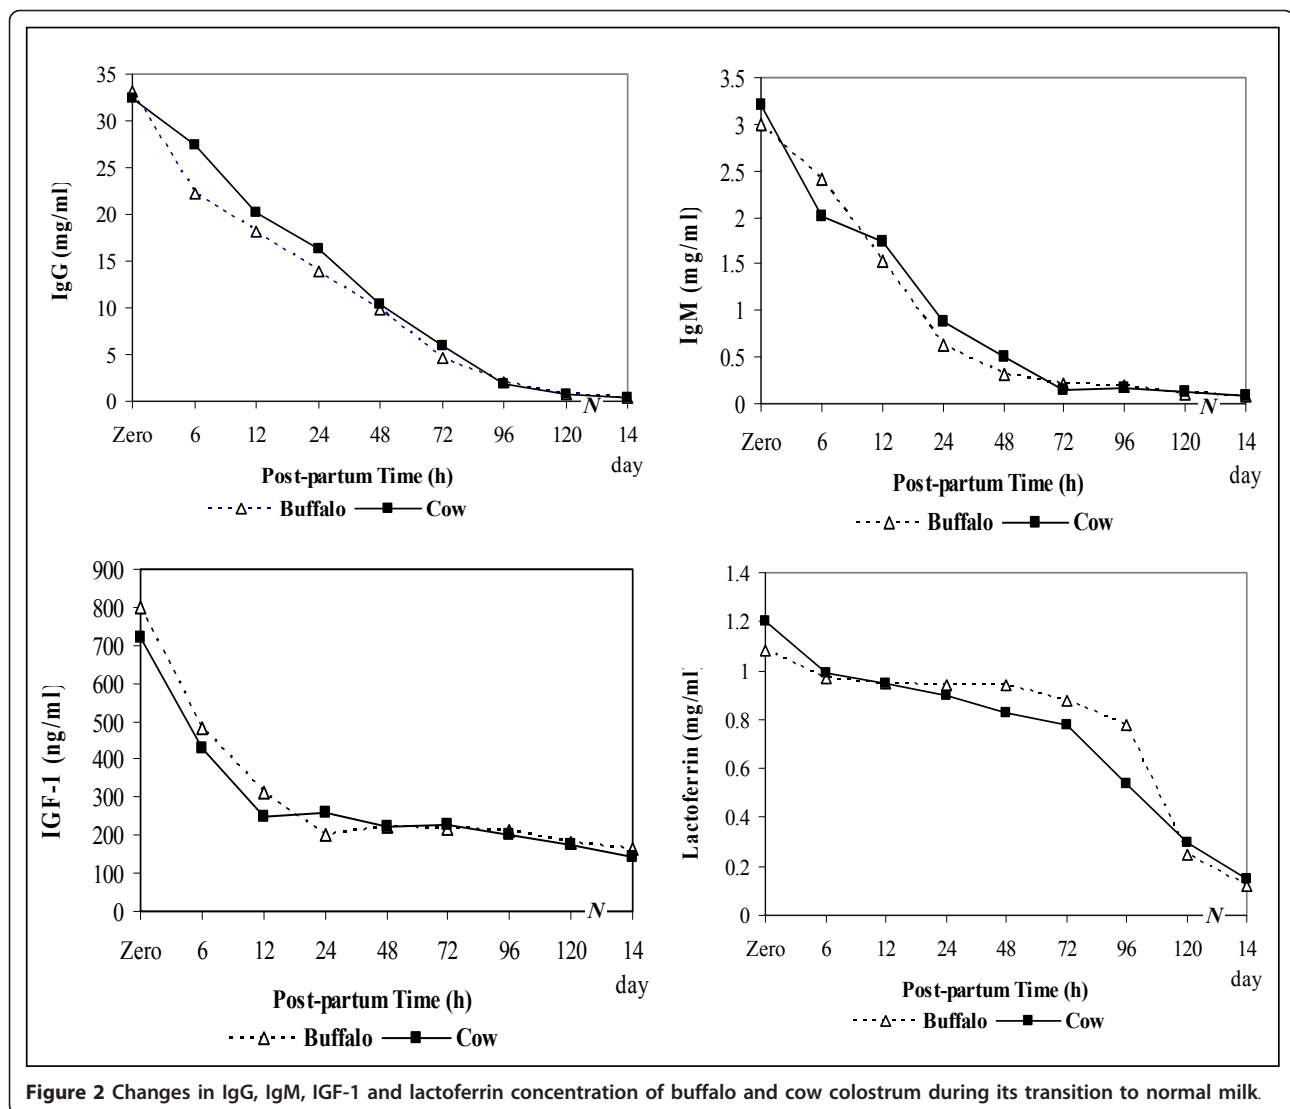 35
30
25
20
15
10
5
0
IgG (mg/ml)
Zero 6 12 24 48 72 96 120 N 14
day
Post-partum Time (h)
Buffalo Cow
3.5
3
2.5
2
1.5
1
0.5
0
IgM (mg/ml)
Zero 6 12 24 48 72 96 120 N 14
day
Post-partum Time (h)
Buffalo Cow
900
800
700
600
500
400
300
200
100
0
IGF-1 (ng/ml)
Zero 6 12 24 48 72 96 120 N 14
day
Post-partum Time (h)
Buffalo Cow
1.4
1.2
1
0.8
0.6
0.4
0.2
0
Lactoferrin (mg/ml)
Zero 6 12 24 48 72 96 120 N 14
day
Post-partum Time (h)
Buffalo Cow
Figure 2 Changes in IgG, IgM, IGF-1 and lactoferrin concentration of buffalo and cow colostrum during its transition to normal milk.